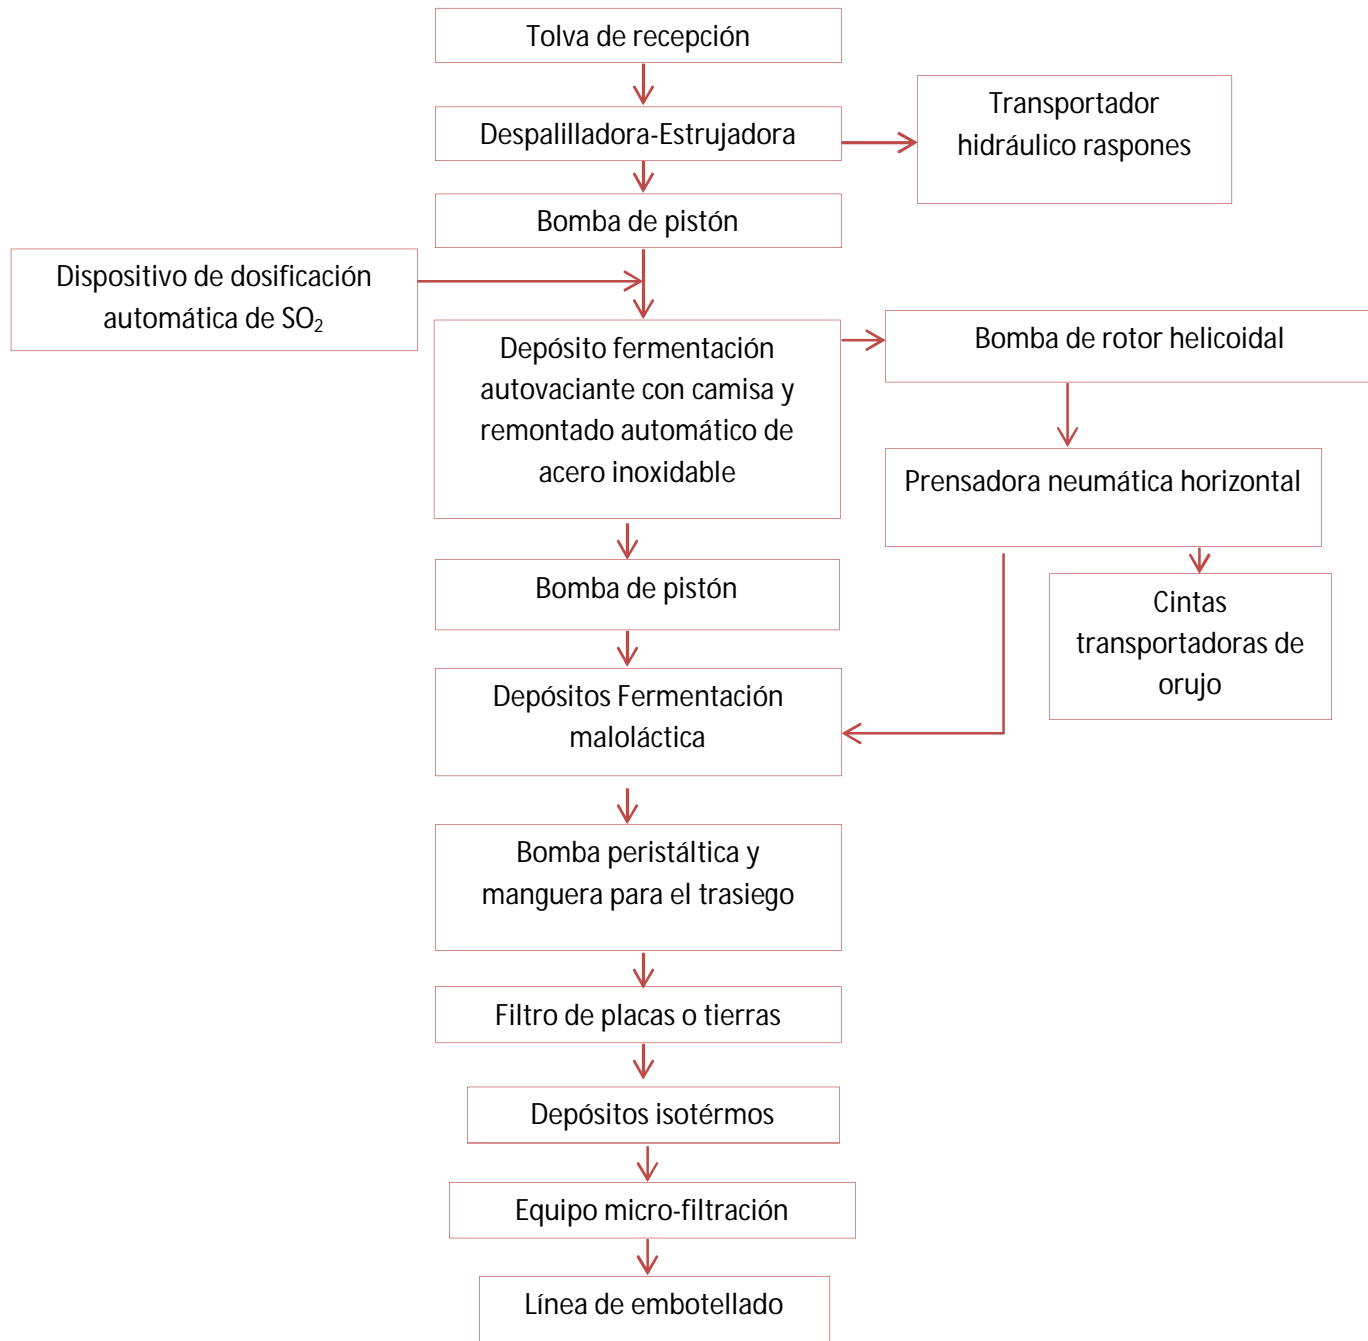 Tolva de recepción
Despalilladora-Estrujadora
Transportador
hidráulico raspones
Bomba de pistón
Dispositivo de dosificación
automática de SO₂
Depósito fermentación
autovaciante con camisa y
remontado automático de
acero inoxidable
Bomba de rotor helicoidal
Prensadora neumática horizontal
Cintas
transportadoras de
orujo
Bomba de pistón
Depósitos Fermentación
maloláctica
Bomba peristáltica y
manguera para el trasiego
Filtro de placas o tierras
Depósitos isotérmos
Equipo micro-filtración
Línea de embotellado